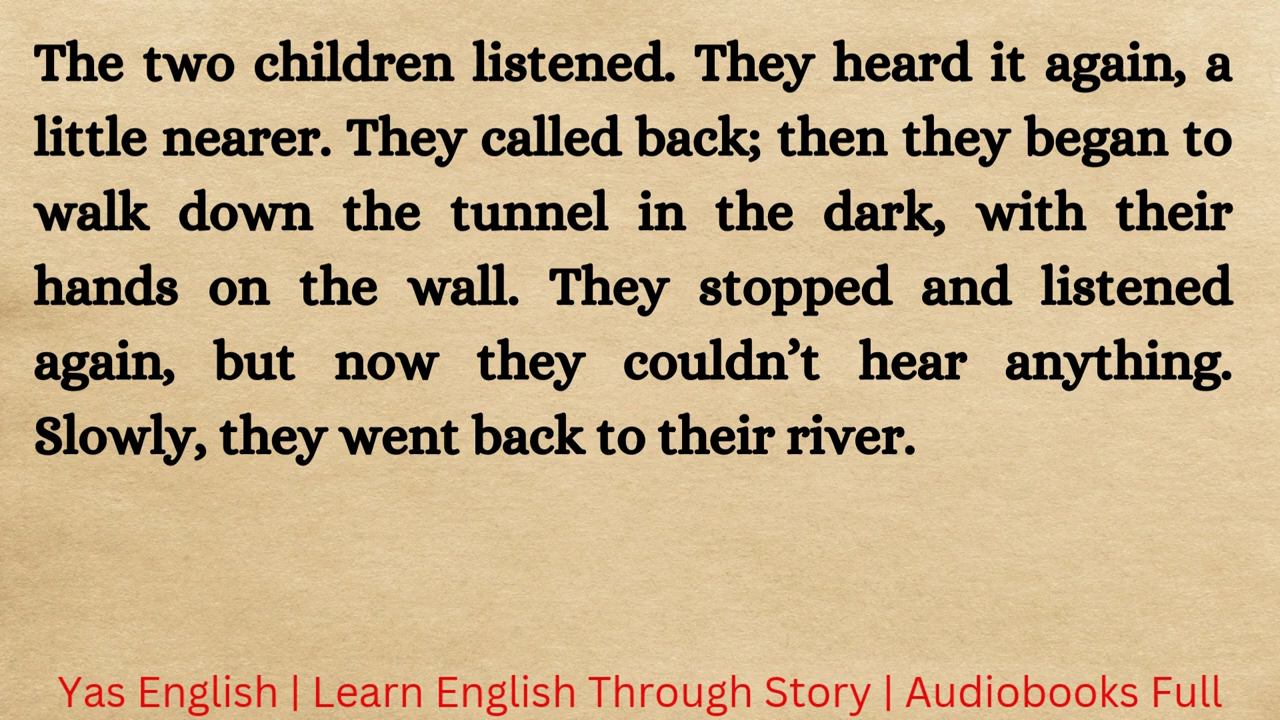 The two children listened. They heard it again, a
little nearer. They called back; then they began to
walk down the tunnel in the dark, with their
hands on the wall. They stopped and listened
again, but now they couldn’t hear anything.
Slowly, they went back to their river.
Yas English | Learn English Through Story | Audiobooks Full